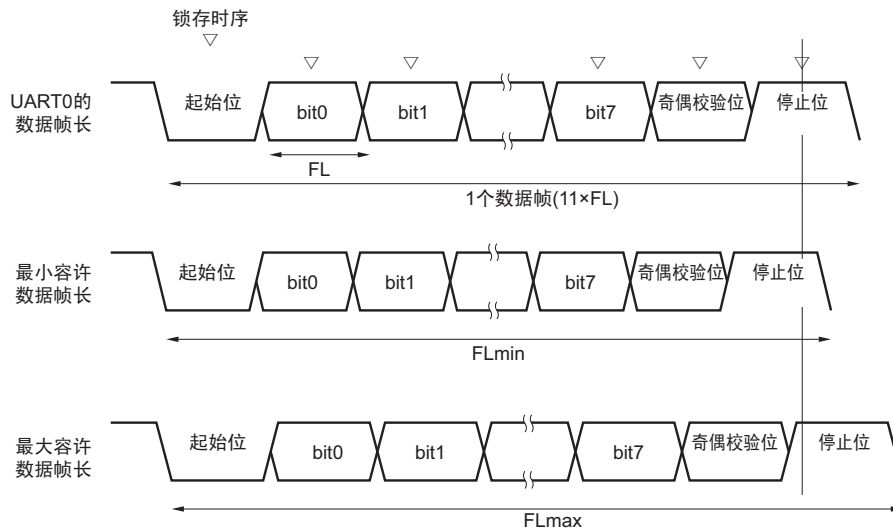 锁存时序
UART0的
数据帧长
起始位
bit0
bit1
bit7
奇偶校验位
停止位
FL
1个数据帧(11×FL)
最小容许
数据帧长
起始位
bit0
bit1
bit7
奇偶校验位
停止位
FLmin
最大容许
数据帧长
起始位
bit0
bit1
bit7
奇偶校验位
停止位
FLmax